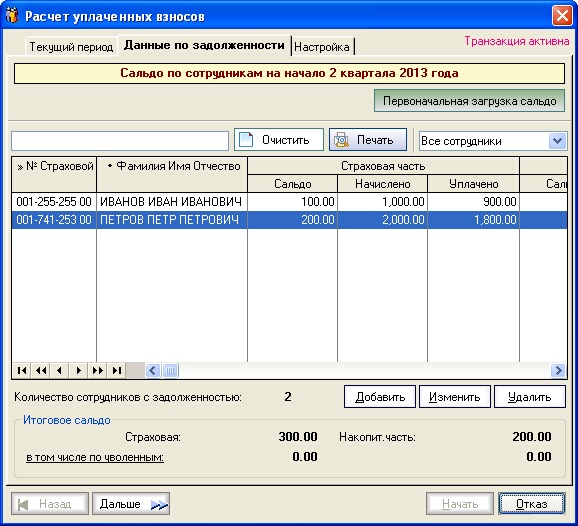 Расчет уплаченных взносов
Текущий период Данные по задолженности Настройка Транзакция активна
Сальдо по сотрудникам на начало 2 квартала 2013 года
Первоначальная загрузка сальдо
Очистить Печать Все сотрудники
» № Страховой • Фамилия Имя Отчество Страховая часть
Сальдо Начислено Уплачено Сал
001-255-255 00 ИВАНОВ ИВАН ИВАНОВИЧ 100.00 1,000.00 900.00
001-741-253 00 ПЕТРОВ ПЕТР ПЕТРОВИЧ 200.00 2,000.00 1,800.00
Количество сотрудников с задолженностью: 2 Добавить Изменить Удалить
Итоговое сальдо
Страховая: 300.00 Накопит.часть: 200.00
в том числе по уволенным: 0.00 0.00
Назад Дальше Начать Отказ